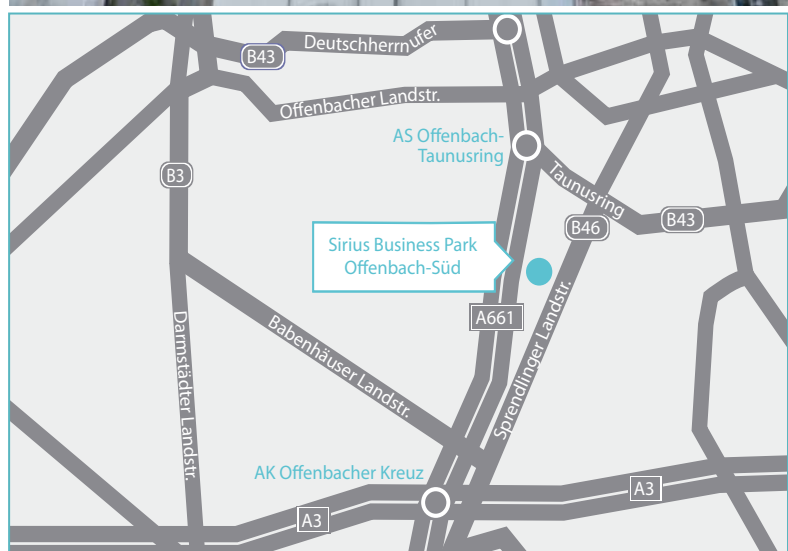 Deutschherrnufer
B43
Offenbacher Landstr.
AS Offenbach-
Taunusring
B3
Taunusring
B46
B43
Sirius Business Park
Offenbach-Süd
A661
Darmstädter Landstr.
Babenhäuser Landstr.
Sprendlinger Landstr.
AK Offenbacher Kreuz
A3
A3